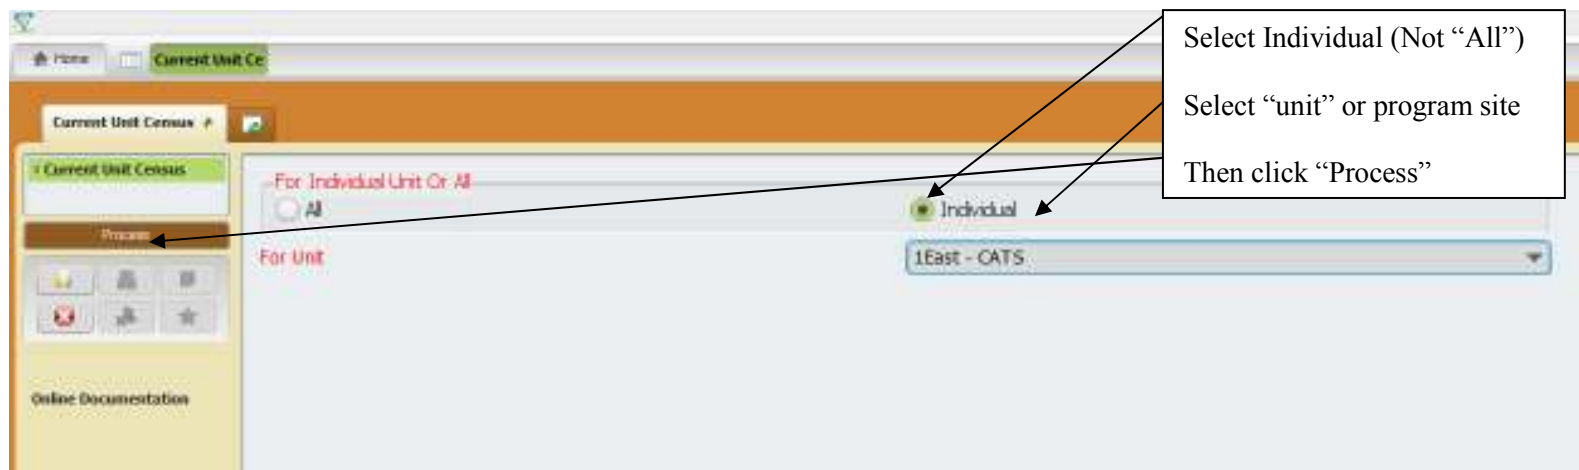 Home
Current Unit Ce
Select Individual (Not “All”)
Select “unit” or program site
Then click “Process”
Current Unit Census
Current Unit Census
Process
For Individual Unit Or All
All
Individual
For Unit
1East - CATS
Online Documentation